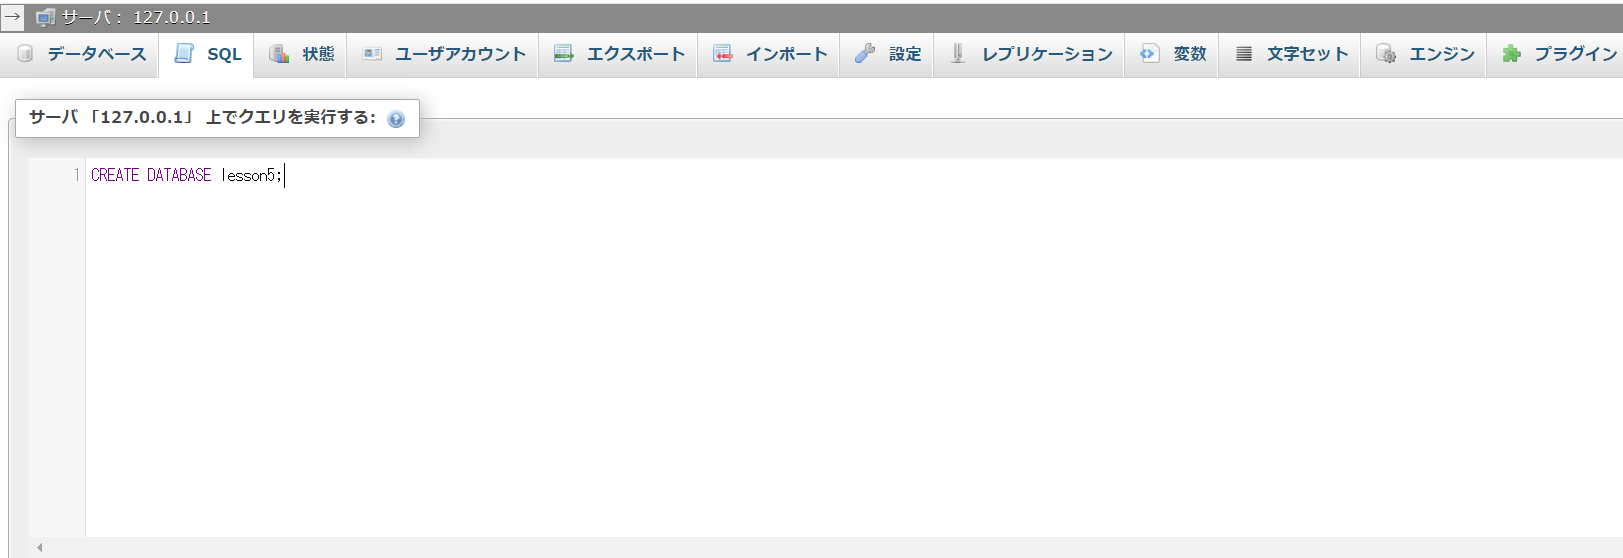 サーバ： 127.0.0.1
データベース SQL 状態 ユーザアカウント エクスポート インポート 設定 レプリケーション 変数 文字セット エンジン プラグイン
サーバ 「127.0.0.1」 上でクエリを実行する:
1 CREATE DATABASE lesson5;